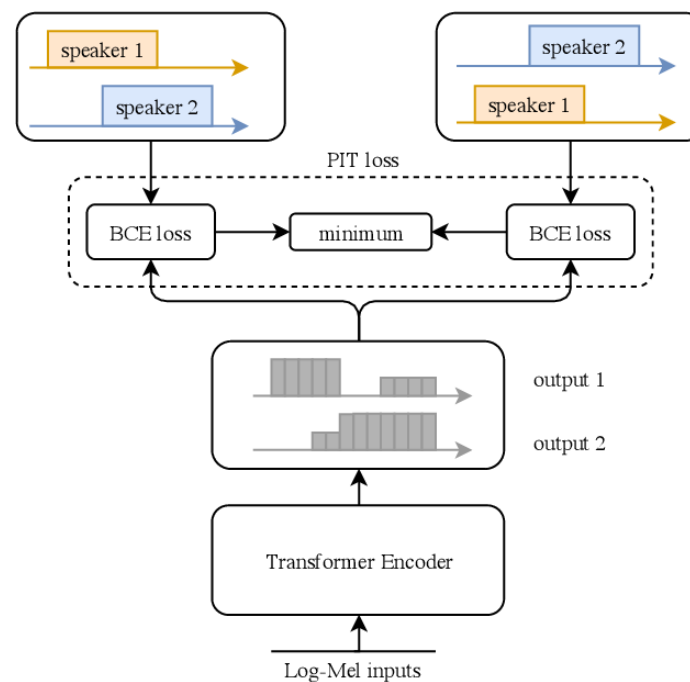 speaker 1
speaker 2
speaker 2
speaker 1
PIT loss
BCE loss
minimum
BCE loss
output 1
output 2
Transformer Encoder
Log-Mel inputs